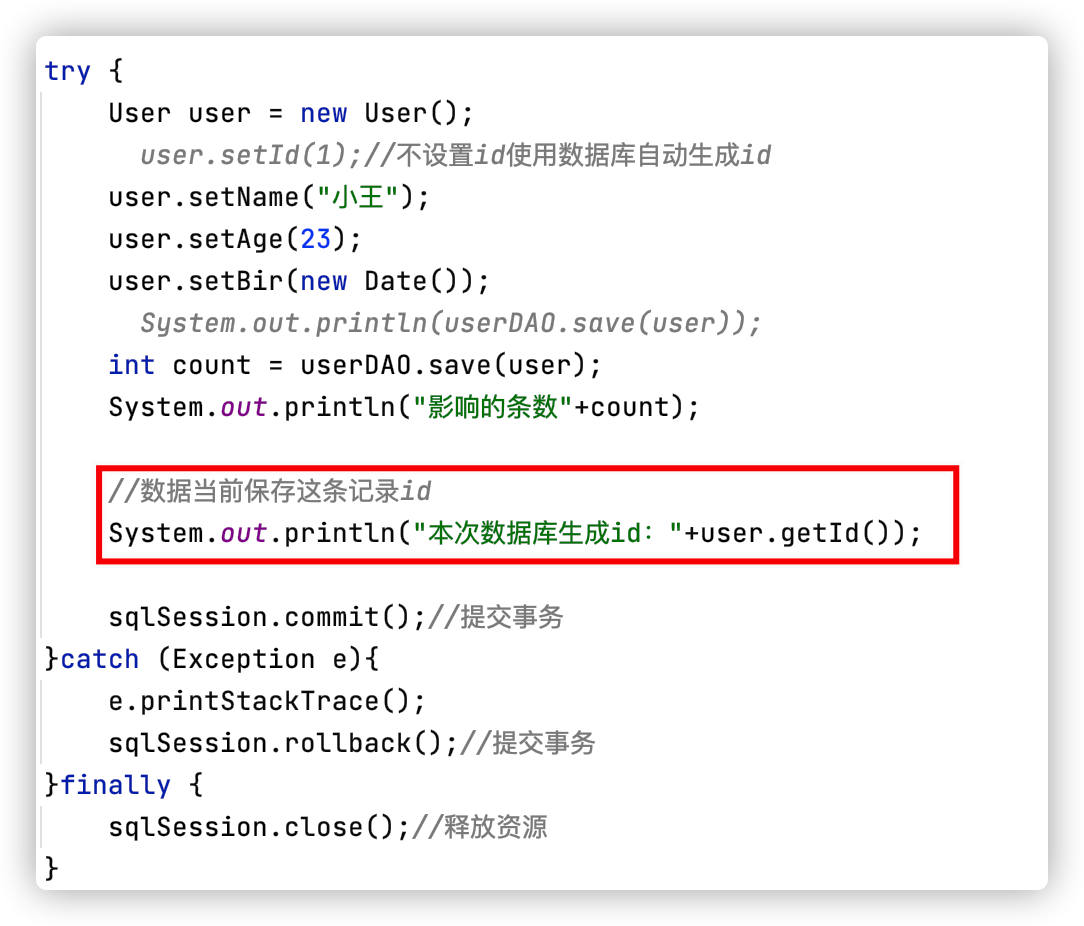 try {
User user = new User();
user.setId(1);//不设置id使用数据库自动生成id
user.setName("小王");
user.setAge(23);
user.setBir(new Date());
System.out.println(userDAO.save(user));
int count = userDAO.save(user);
System.out.println("影响的条数"+count);
//数据当前保存这条记录id
System.out.println("本次数据库生成id: "+user.getId());
sqlSession.commit();//提交事务
}catch (Exception e){
e.printStackTrace();
sqlSession.rollback();//提交事务
}finally {
sqlSession.close();//释放资源
}